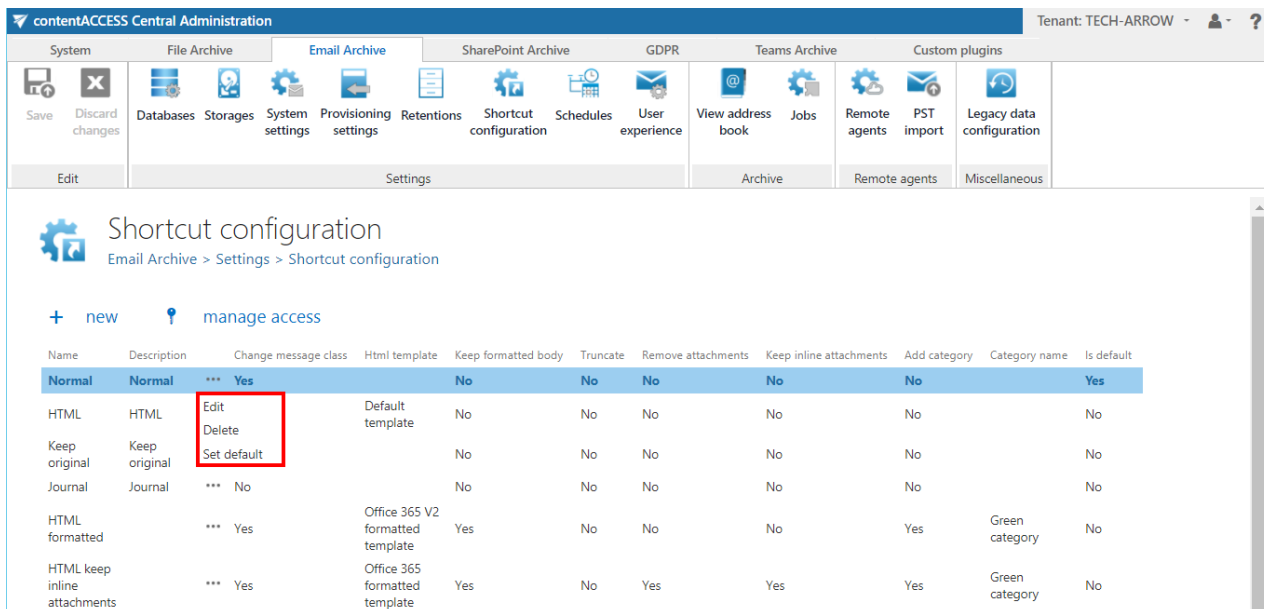 contentACCESS Central Administration
Tenant: TECH-ARROW
?
System
File Archive
Email Archive
SharePoint Archive
GDPR
Teams Archive
Custom plugins
Save
Discard
changes
Databases
Storages
System
settings
Provisioning
settings
Retentions
Shortcut
configuration
Schedules
User
experience
View address
book
Jobs
Remote
agents
PST
import
Legacy data
configuration
Edit
Settings
Archive
Remote agents
Miscellaneous
Shortcut configuration
Email Archive > Settings > Shortcut configuration
+ new
manage access
Name Description Change message class Html template Keep formatted body Truncate Remove attachments Keep inline attachments Add category Category name Is default
Normal Normal ••• Yes No No No No No Yes
Edit
Delete
Set default
HTML HTML Default
template No No No No No No
Keep
original Keep
original No No No No No No
Journal Journal ••• No No No No No No No
HTML
formatted ••• Yes Office 365 V2
formatted
template Yes No No No Yes Green
category No
HTML keep
inline
attachments ••• Yes Office 365
formatted
template Yes No Yes Yes Yes Green
category No